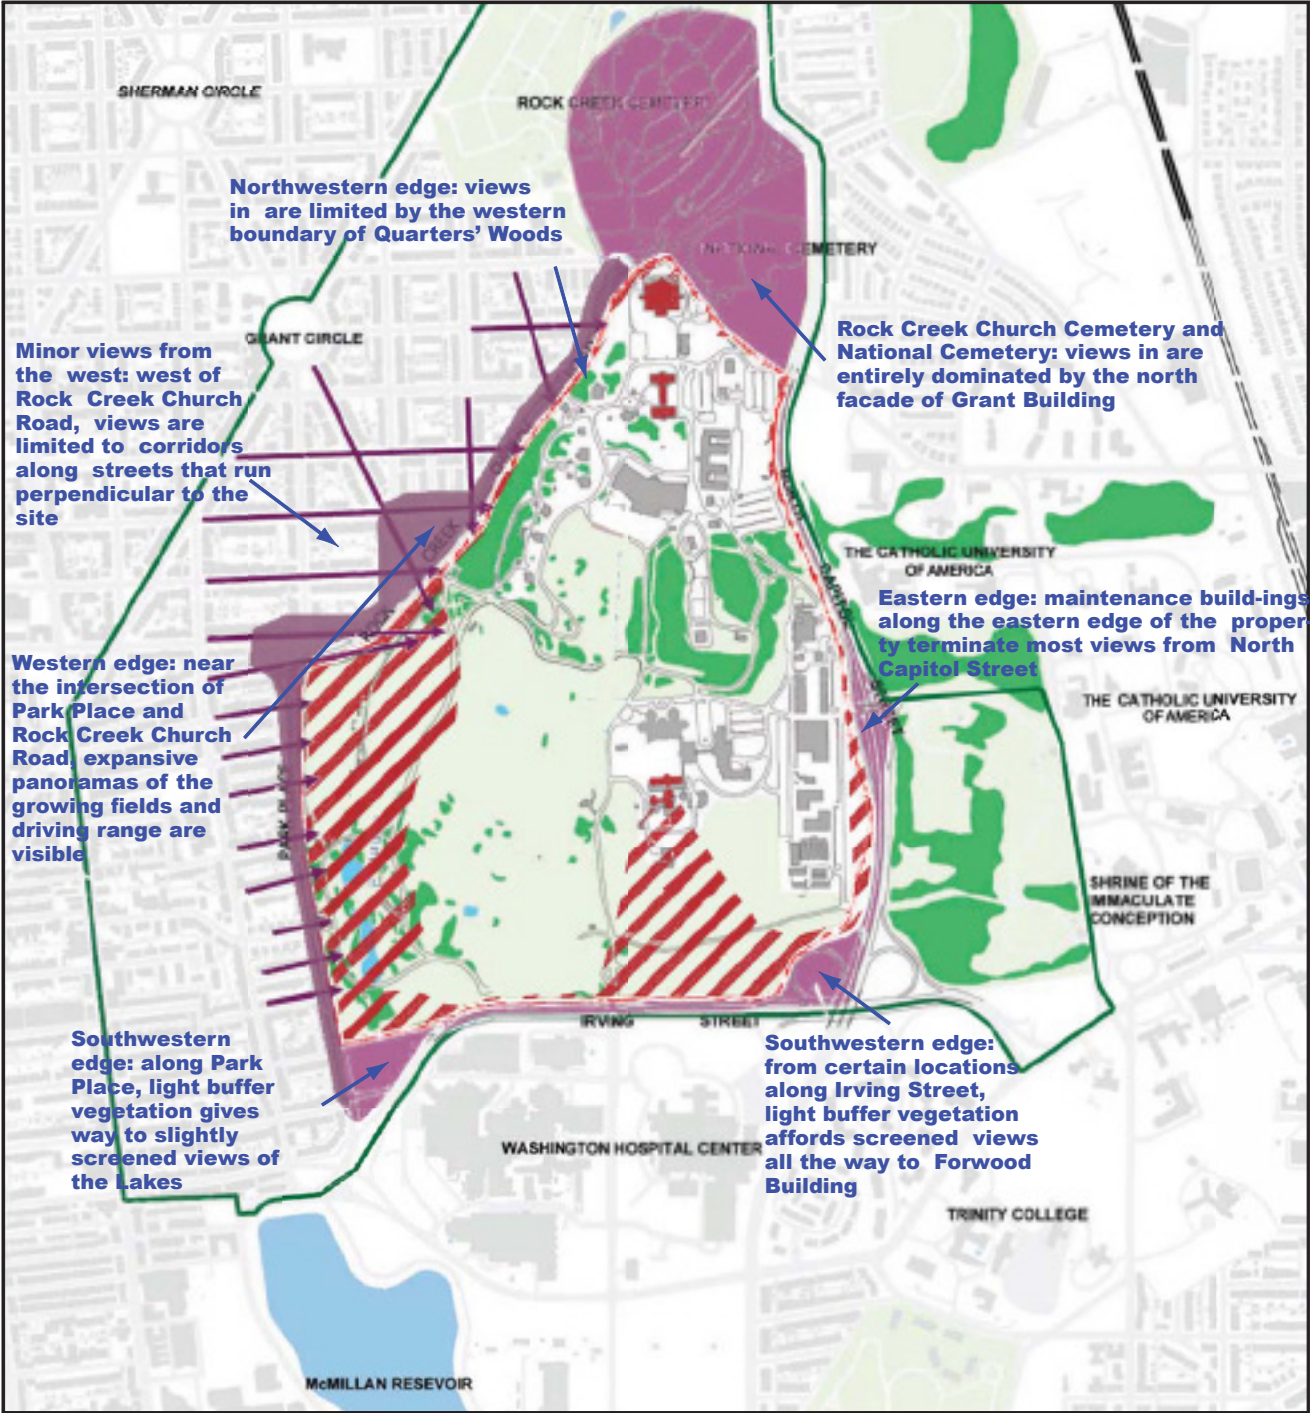 SHERMAN CIRCLE
ROCK CREEK CEMETERY
Northwestern edge: views
in are limited by the western
boundary of Quarters' Woods
NATIONAL CEMETERY
GRANT CIRCLE
Rock Creek Church Cemetery and
National Cemetery: views in are
entirely dominated by the north
facade of Grant Building
Minor views from
the west: west of
Rock Creek Church
Road, views are
limited to corridors
along streets that run
perpendicular to the
site
CREEK
ROCK
NORTH
CAPITOL
STREET
THE CATHOLIC UNIVERSITY
OF AMERICA
Eastern edge: maintenance build-ings
along the eastern edge of the proper-
ty terminate most views from North
Capitol Street
Western edge: near
the intersection of
Park Place and
Rock Creek Church
Road, expansive
panoramas of the
growing fields and
driving range are
visible
THE CATHOLIC UNIVERSITY
OF AMERICA
PARK PLACE
SHRINE OF THE
IMMACULATE
CONCEPTION
IRVING STREET
Southwestern
edge: along Park
Place, light buffer
vegetation gives
way to slightly
screened views of
the Lakes
Southwestern edge:
from certain locations
along Irving Street,
light buffer vegetation
affords screened views
all the way to Forwood
Building
WASHINGTON HOSPITAL CENTER
TRINITY COLLEGE
McMILLAN RESEVOIR